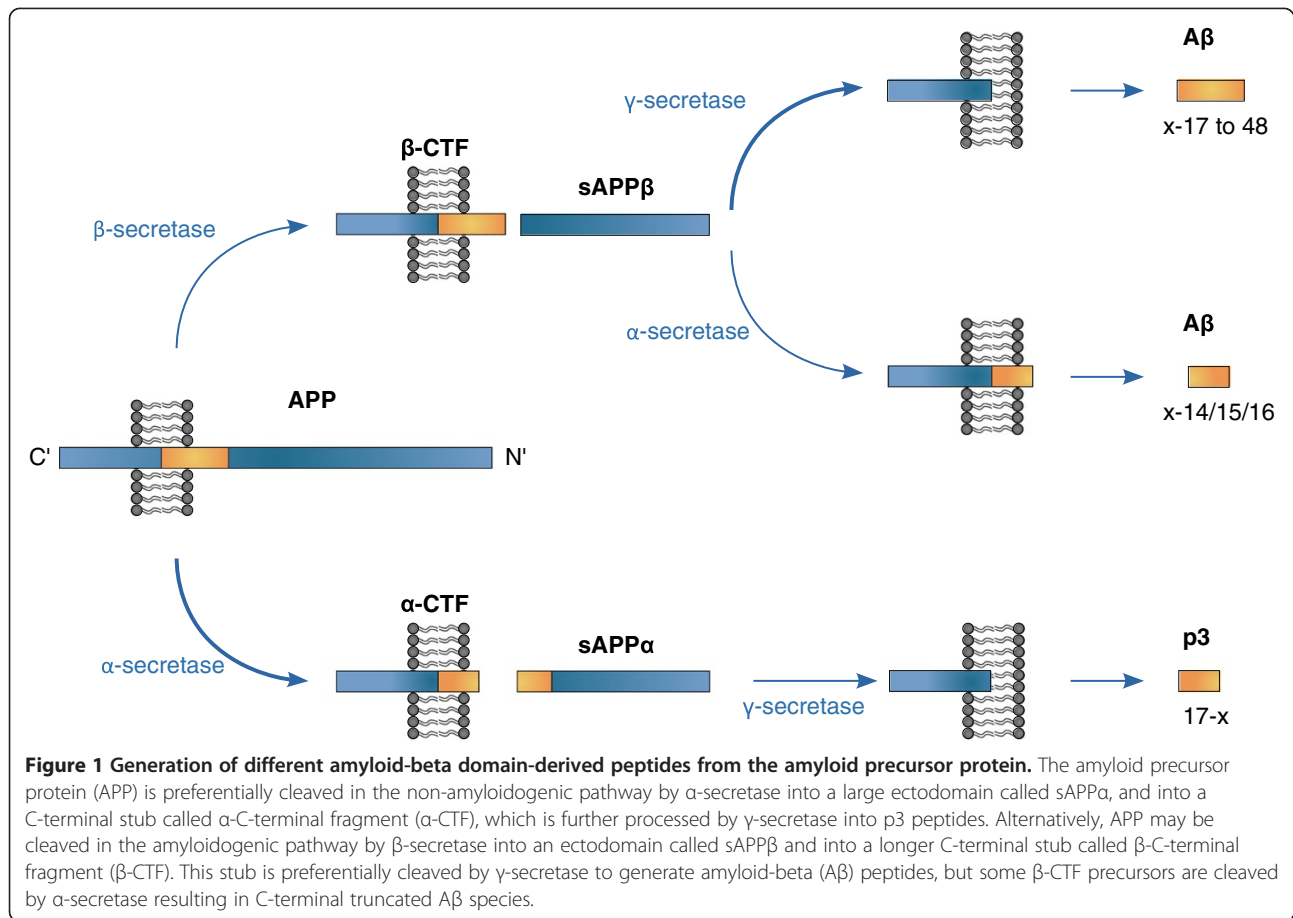 Aβ
γ-secretase
x-17 to 48
β-CTF
sAPPβ
β-secretase
α-secretase
Aβ
x-14/15/16
APP
C' N'
α-CTF
sAPPα
p3
α-secretase
γ-secretase
17-x
Figure 1 Generation of different amyloid-beta domain-derived peptides from the amyloid precursor protein. The amyloid precursor
protein (APP) is preferentially cleaved in the non-amyloidogenic pathway by α-secretase into a large ectodomain called sAPPα, and into a
C-terminal stub called α-C-terminal fragment (α-CTF), which is further processed by γ-secretase into p3 peptides. Alternatively, APP may be
cleaved in the amyloidogenic pathway by β-secretase into an ectodomain called sAPPβ and into a longer C-terminal stub called β-C-terminal
fragment (β-CTF). This stub is preferentially cleaved by γ-secretase to generate amyloid-beta (Aβ) peptides, but some β-CTF precursors are cleaved
by α-secretase resulting in C-terminal truncated Aβ species.